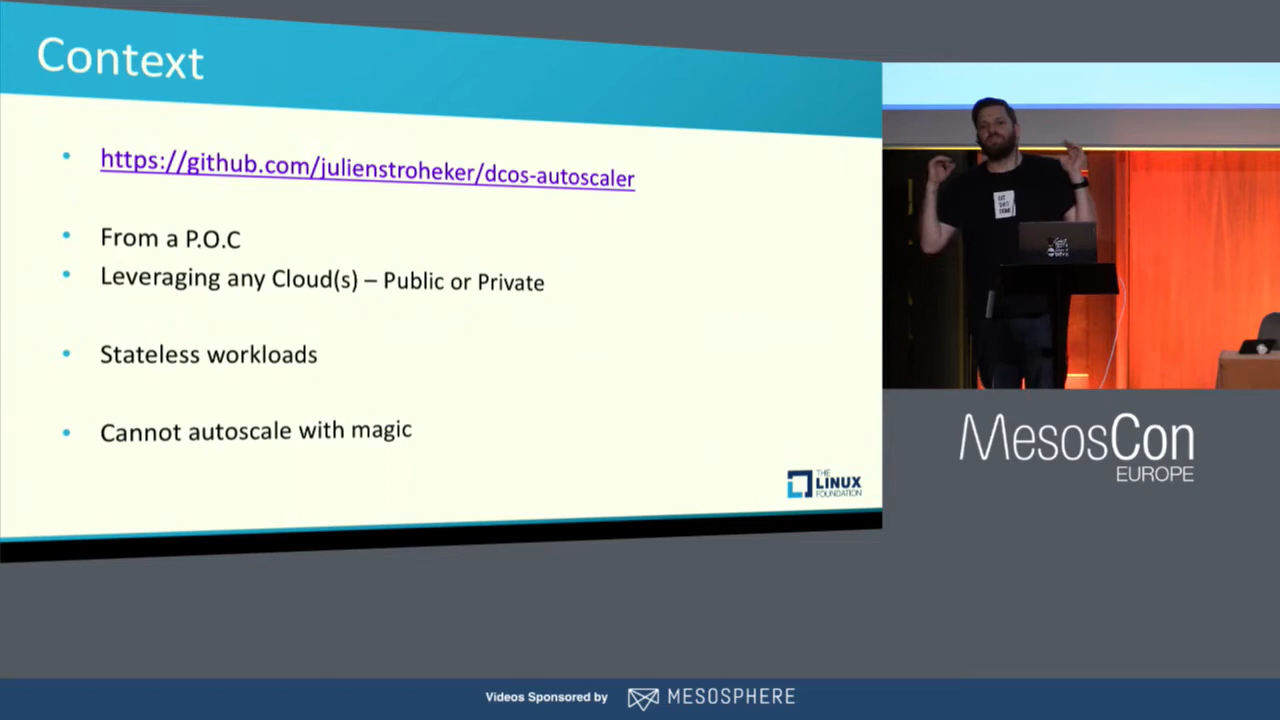 Context
https://github.com/julienstroheker/dcos-autoscaler
From a P.O.C
Leveraging any Cloud(s) – Public or Private
Stateless workloads
Cannot autoscale with magic
THE
LINUX
FOUNDATION
MesosCon
EUROPE
Videos Sponsored by
MESOSPHERE